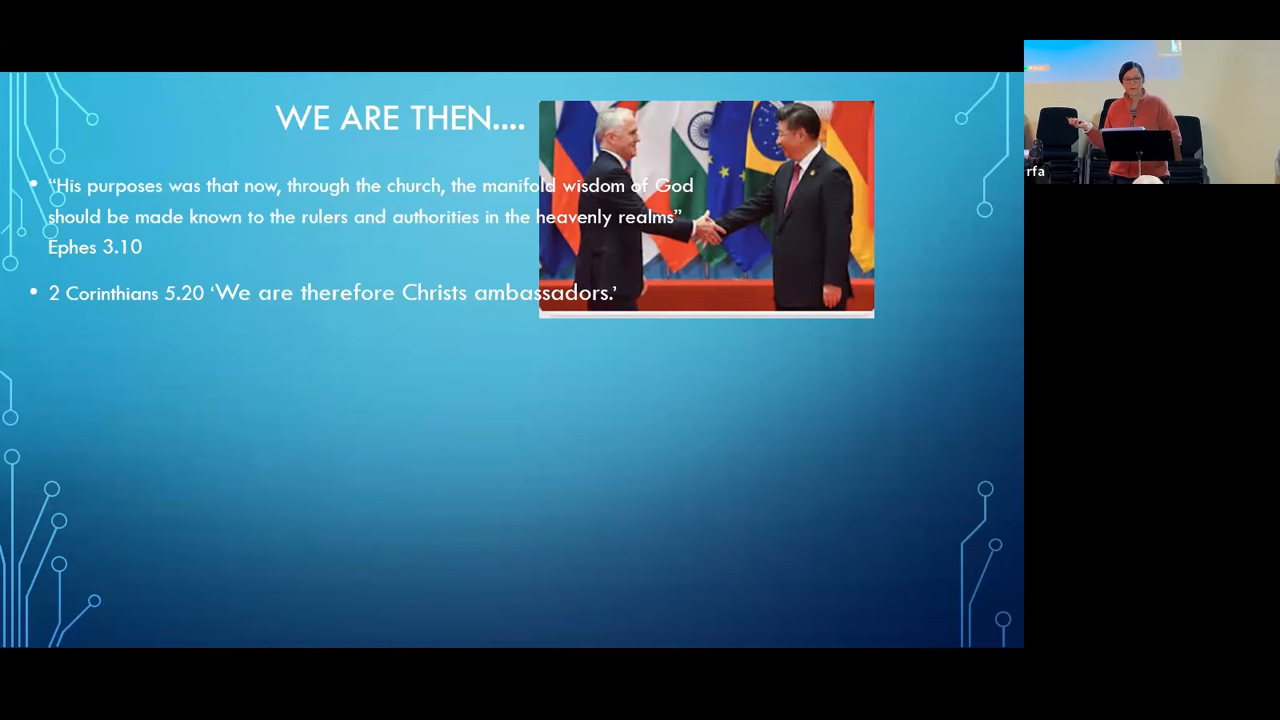 WE ARE THEN....
• “His purposes was that now, through the church, the manifold wisdom of God
should be made known to the rulers and authorities in the heavenly realms”
Ephes 3.10
• 2 Corinthians 5.20 ‘We are therefore Christs ambassadors.’
rfa